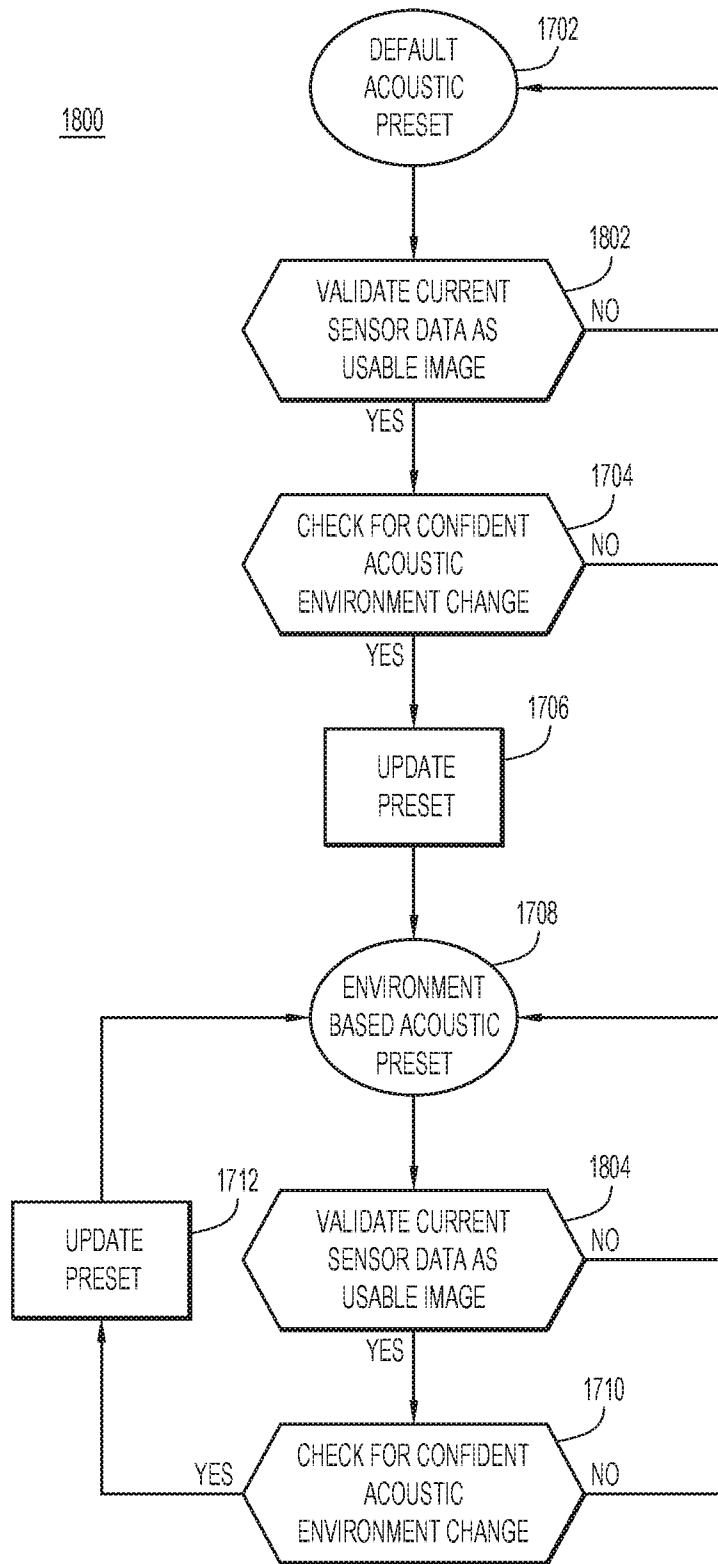 1800
1702
DEFAULT
ACOUSTIC
PRESET
1802
VALIDATE CURRENT
SENSOR DATA AS
USABLE IMAGE
NO
YES
1704
CHECK FOR CONFIDENT
ACOUSTIC
ENVIRONMENT CHANGE
NO
YES
1706
UPDATE
PRESET
1708
ENVIRONMENT
BASED ACOUSTIC
PRESET
1712
UPDATE
PRESET
1804
VALIDATE CURRENT
SENSOR DATA AS
USABLE IMAGE
NO
YES
1710
CHECK FOR CONFIDENT
ACOUSTIC
ENVIRONMENT CHANGE
YES
NO